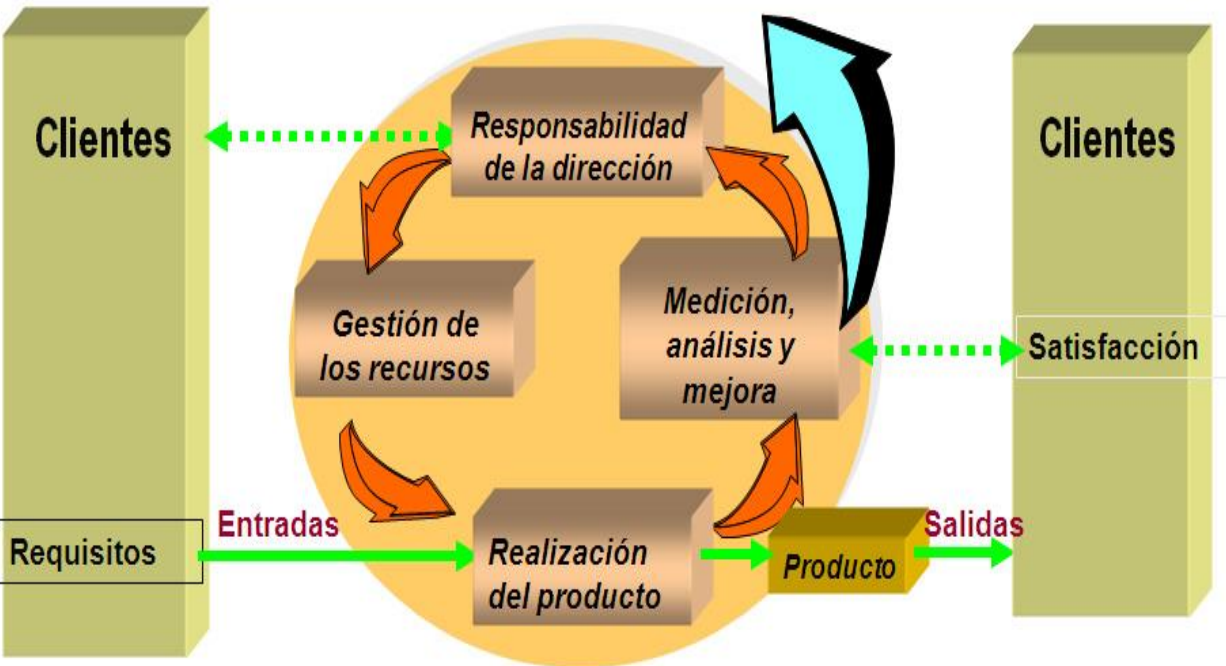 Clientes
Responsabilidad
de la dirección
Clientes
Gestión de
los recursos
Medición,
análisis y
mejora
Satisfacción
Requisitos
Entradas
Realización
del producto
Producto
Salidas